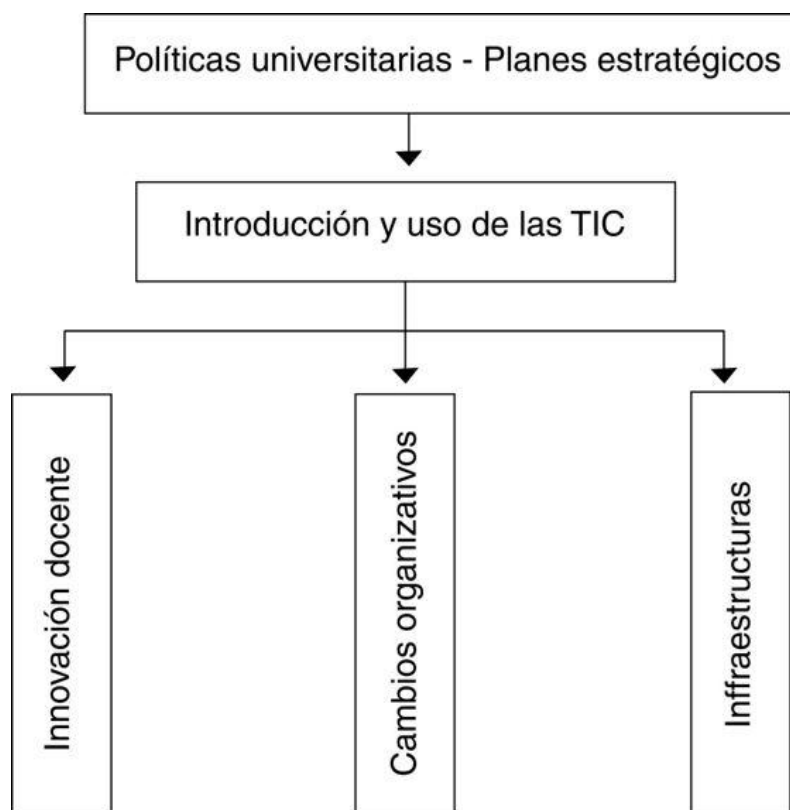 Políticas universitarias - Planes estratégicos
Introducción y uso de las TIC
Innovación docente
Cambios organizativos
Inffraestructuras